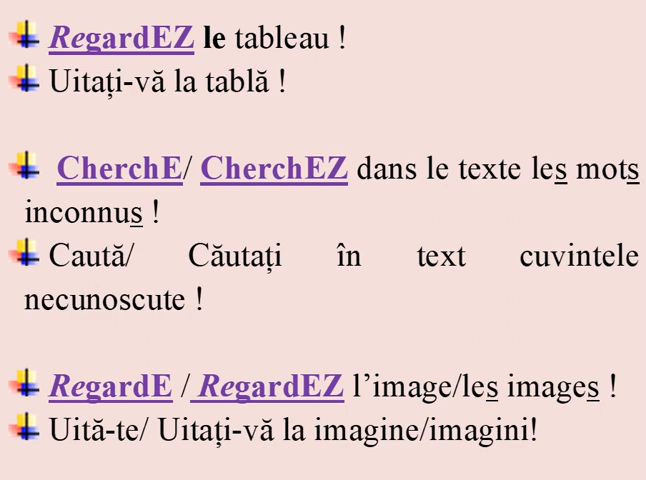 RegardEZ le tableau !
Uitați-vă la tablă !
CherchE/ CherchEZ dans le texte les mots
inconnus !
Caută/ Căutați în text cuvintele
necunoscute !
RegardE / RegardEZ l’image/les images !
Uită-te/ Uitați-vă la imagine/imagini!